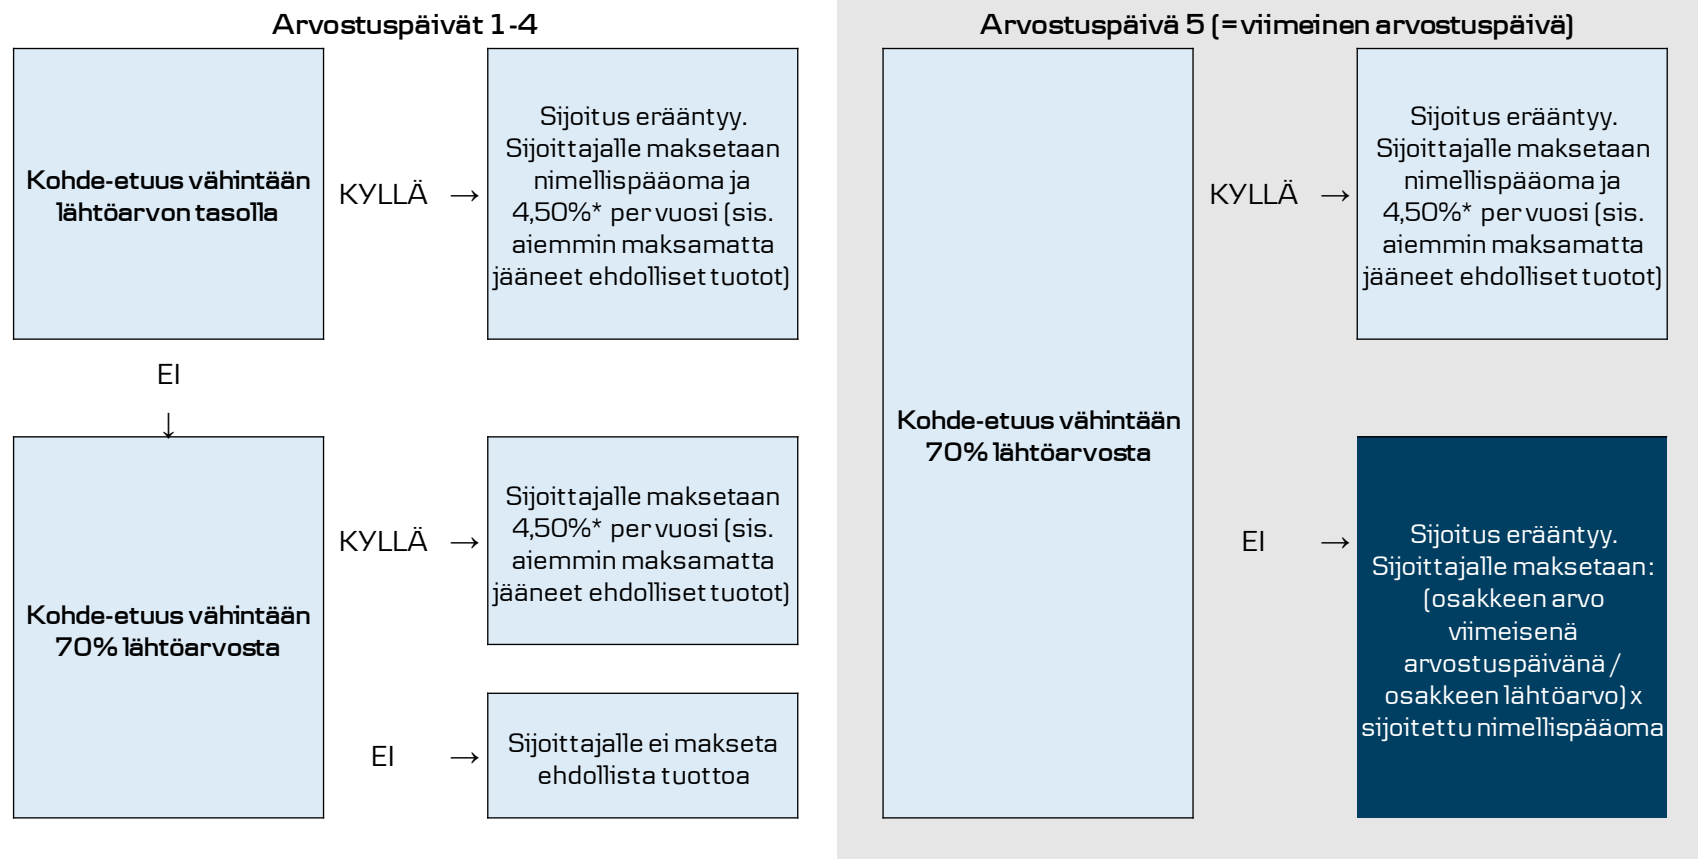 Arvostuspäivät 1-4
Kohde-etuus vähintään
lähtöarvon tasolla
KYLLÄ →
Sijoitus erääntyy.
Sijoittajalle maksetaan
nimellispääoma ja
4,50%* per vuosi (sis.
aiemmin maksamatta
jääneet ehdolliset tuotot)
EI
↓
Kohde-etuus vähintään
70% lähtöarvosta
KYLLÄ →
Sijoittajalle maksetaan
4,50%* per vuosi (sis.
aiemmin maksamatta
jääneet ehdolliset tuotot)
EI →
Sijoittajalle ei makseta
ehdollista tuottoa
Arvostuspäivä 5 (=viimeinen arvostuspäivä)
Kohde-etuus vähintään
70% lähtöarvosta
KYLLÄ →
Sijoitus erääntyy.
Sijoittajalle maksetaan
nimellispääoma ja
4,50%* per vuosi (sis.
aiemmin maksamatta
jääneet ehdolliset tuotot)
EI →
Sijoitus erääntyy.
Sijoittajalle maksetaan:
(osakkeen arvo
viimeisenä
arvostuspäivänä /
osakkeen lähtöarvo) x
sijoitettu nimellispääoma